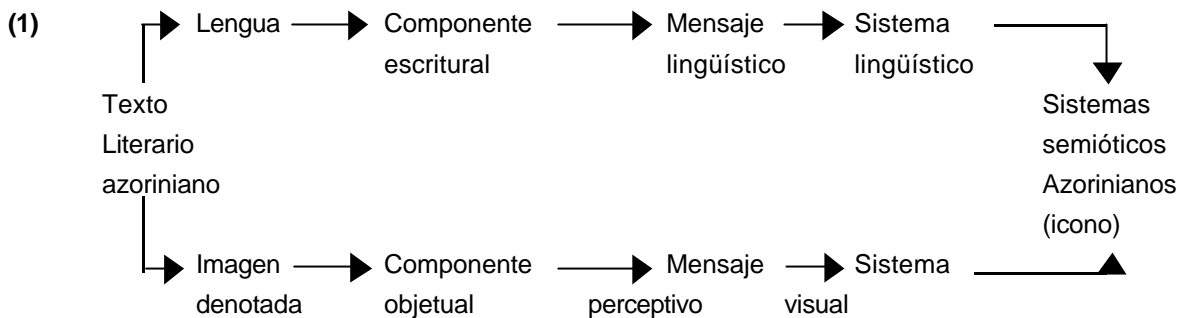 (1) Lengua Componente Mensaje Sistema
escritural lingüístico lingüístico
Texto Sistemas
Literario semióticos
azoriniano Azorinianos
(icono)
Imagen Componente Mensaje Sistema
denotada objetual perceptivo visual